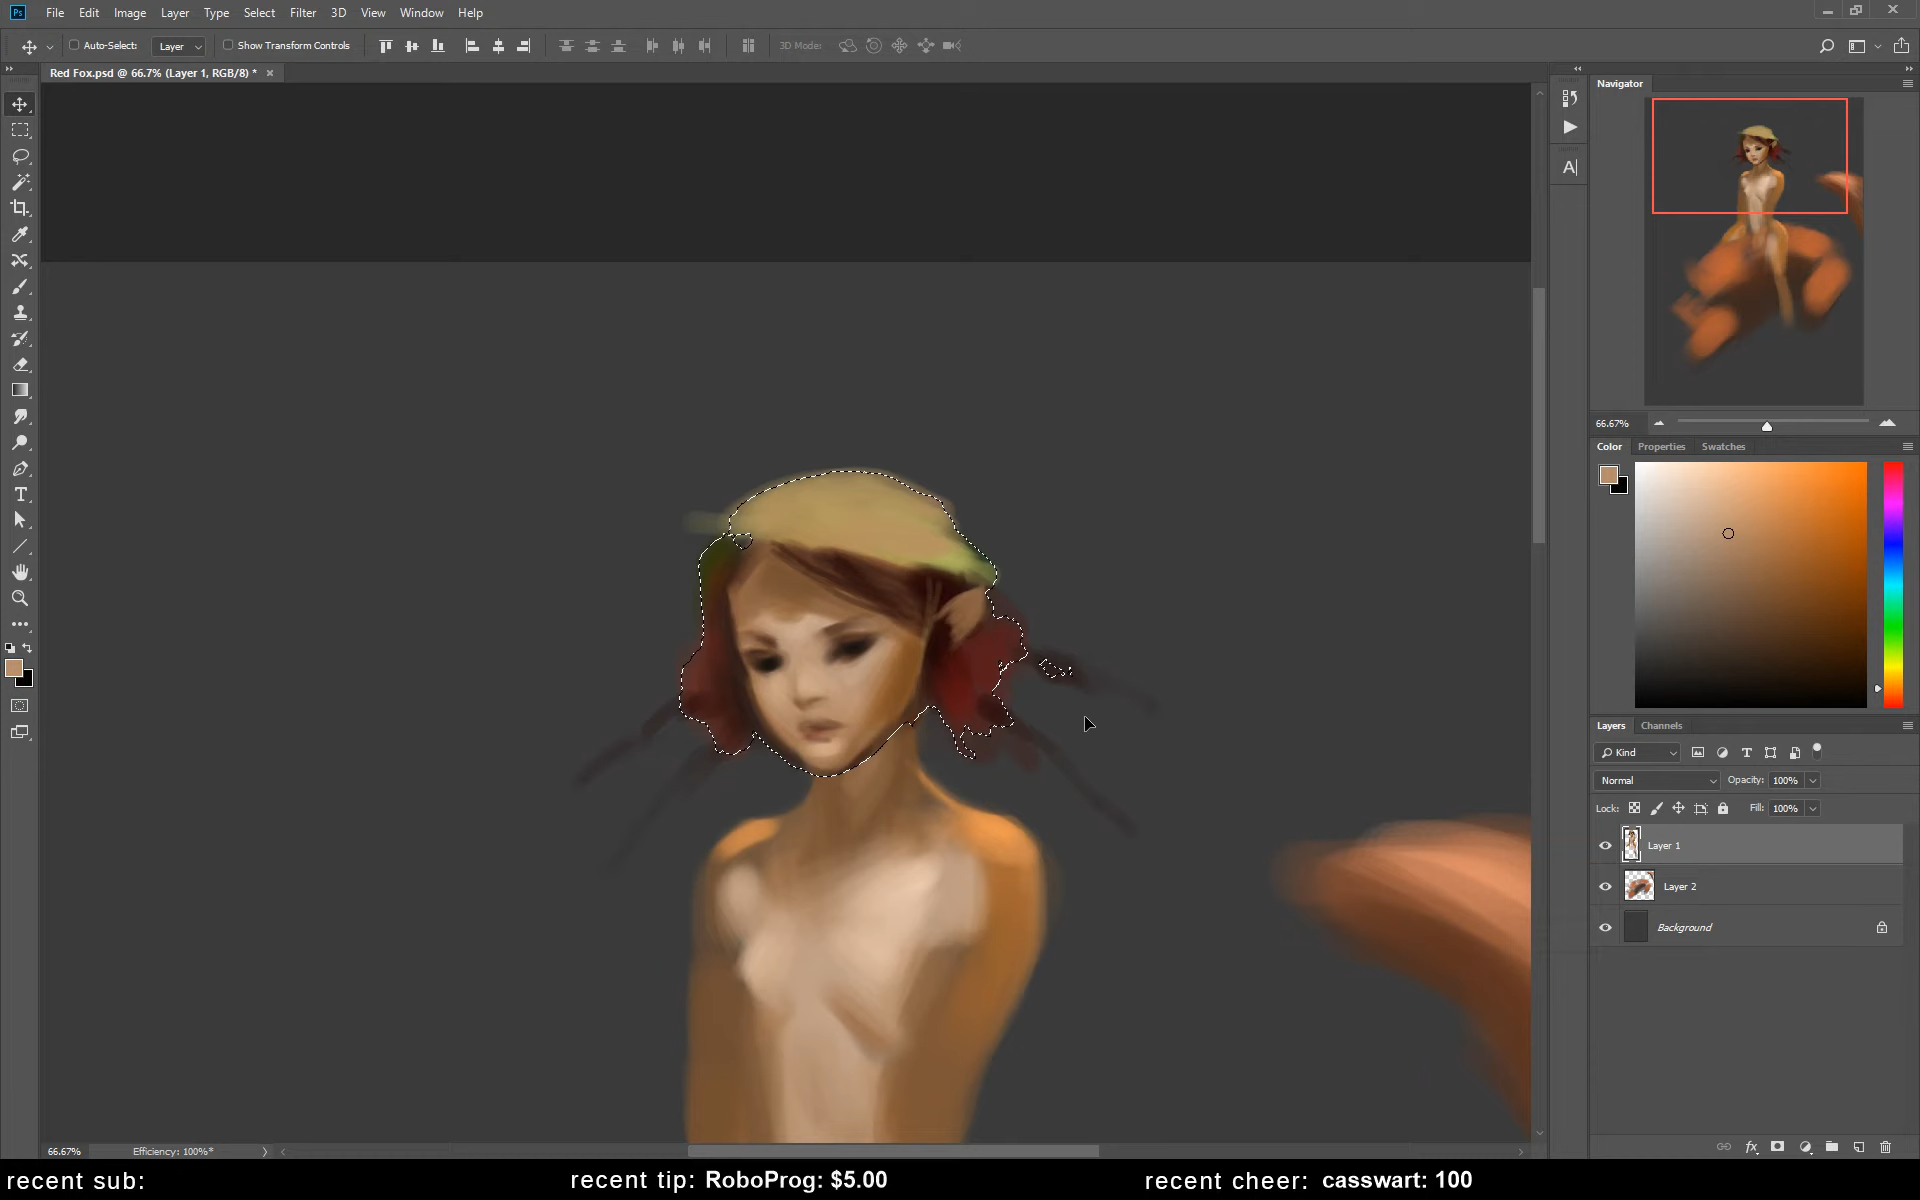 Ps File Edit Image Layer Type Select Filter 3D View Window Help
Auto-Select: Layer Show Transform Controls 3D Mode:
Red Fox.psd @ 66.7% (Layer 1, RGB/8) *
Navigator
66.67%
Color Properties Swatches
Layers Channels
Kind
Normal Opacity: 100%
Lock: Fill: 100%
Layer 1
Layer 2
Background
66.67% Efficiency: 100%*
recent sub: recent tip: RoboProg: $5.00 recent cheer: casswart: 100